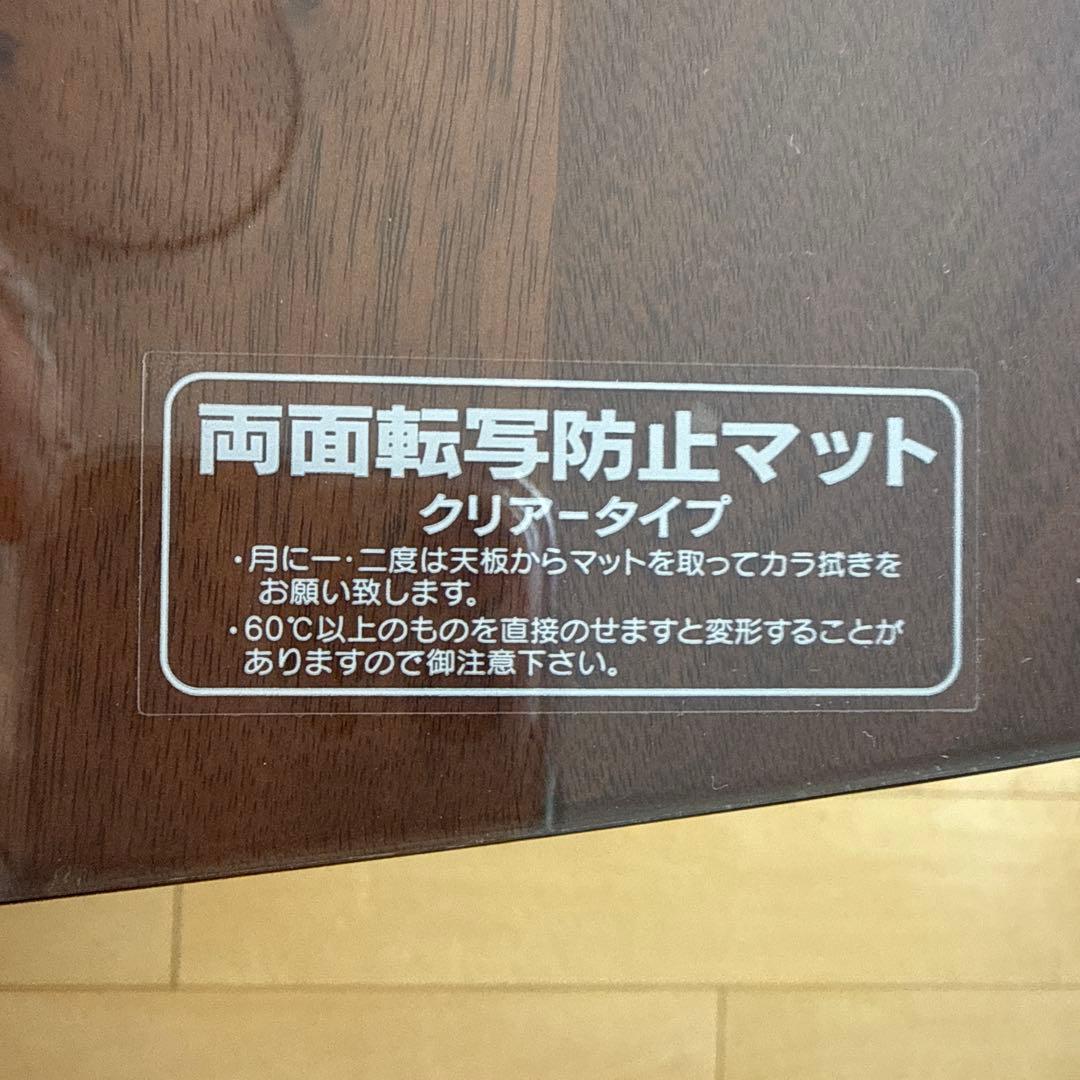 両面転写防止マット
クリアータイプ
・月に一・二度は天板からマットを取ってカラ拭きを
お願い致します。
・60℃以上のものを直接のせますと変形することが
ありますので御注意下さい。